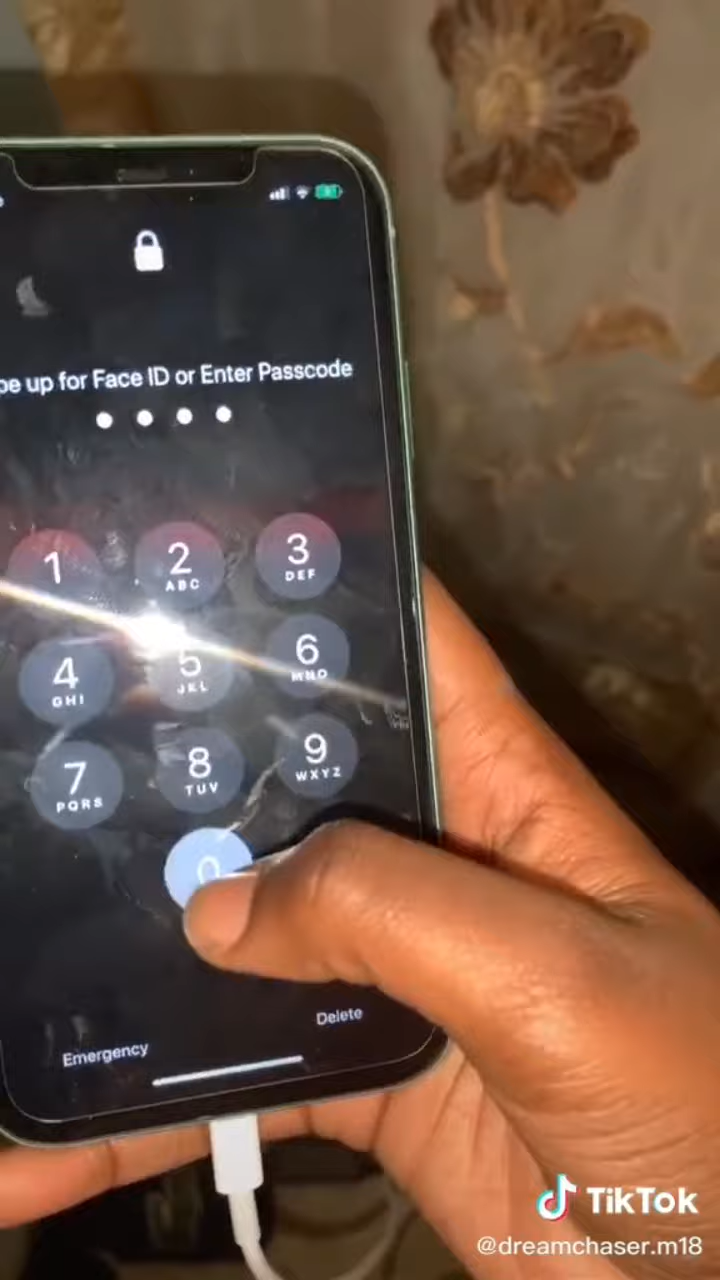 pe up for Face ID or Enter Passcode
1
2
ABC
3
DEF
4
GHI
5
JKL
6
MNO
7
PQRS
8
TUV
9
WXYZ
0
Delete
Emergency
TikTok
@dreamchaser.m18